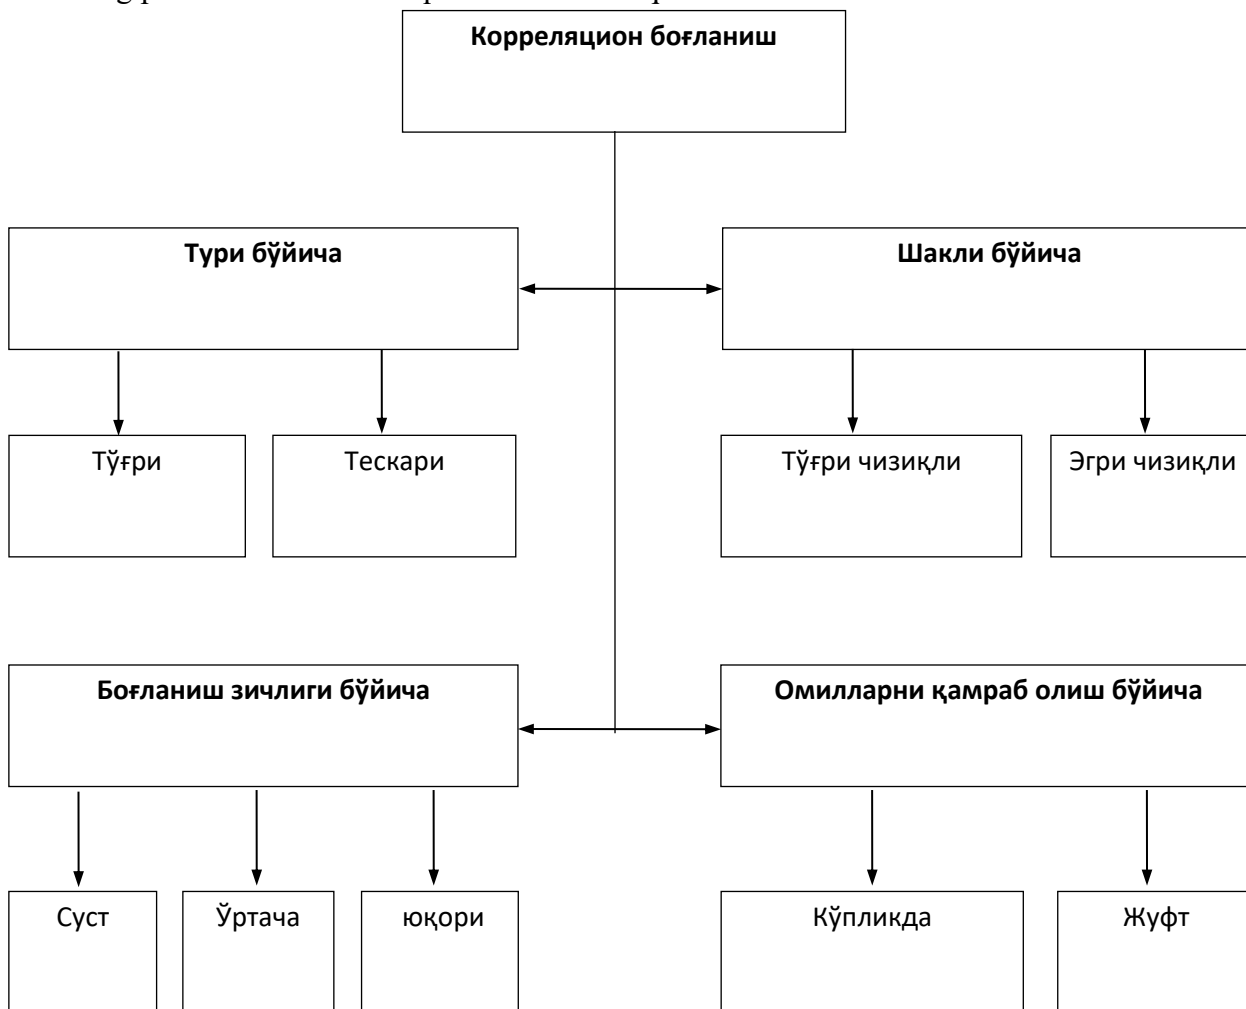 Корреляцион боғланиш
Тури бўйича
Шакли бўйича
Тўғри
Тескари
Тўғри чизиқли
Эгри чизиқли
Боғланиш зичлиги бўйича
Омилларни қамраб олиш бўйича
Суст
Ўртача
юқори
Кўпликда
Жуфт